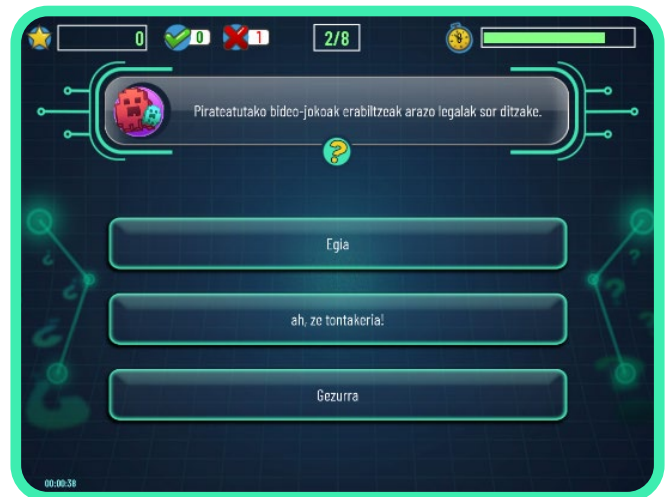 0 0 1 2/8
Pirateatutako bideo-jokoak erabiltzeak arazo legalak sor ditzake.
?
Egia
ah, ze tontakeria!
Gezurra
00:00:38